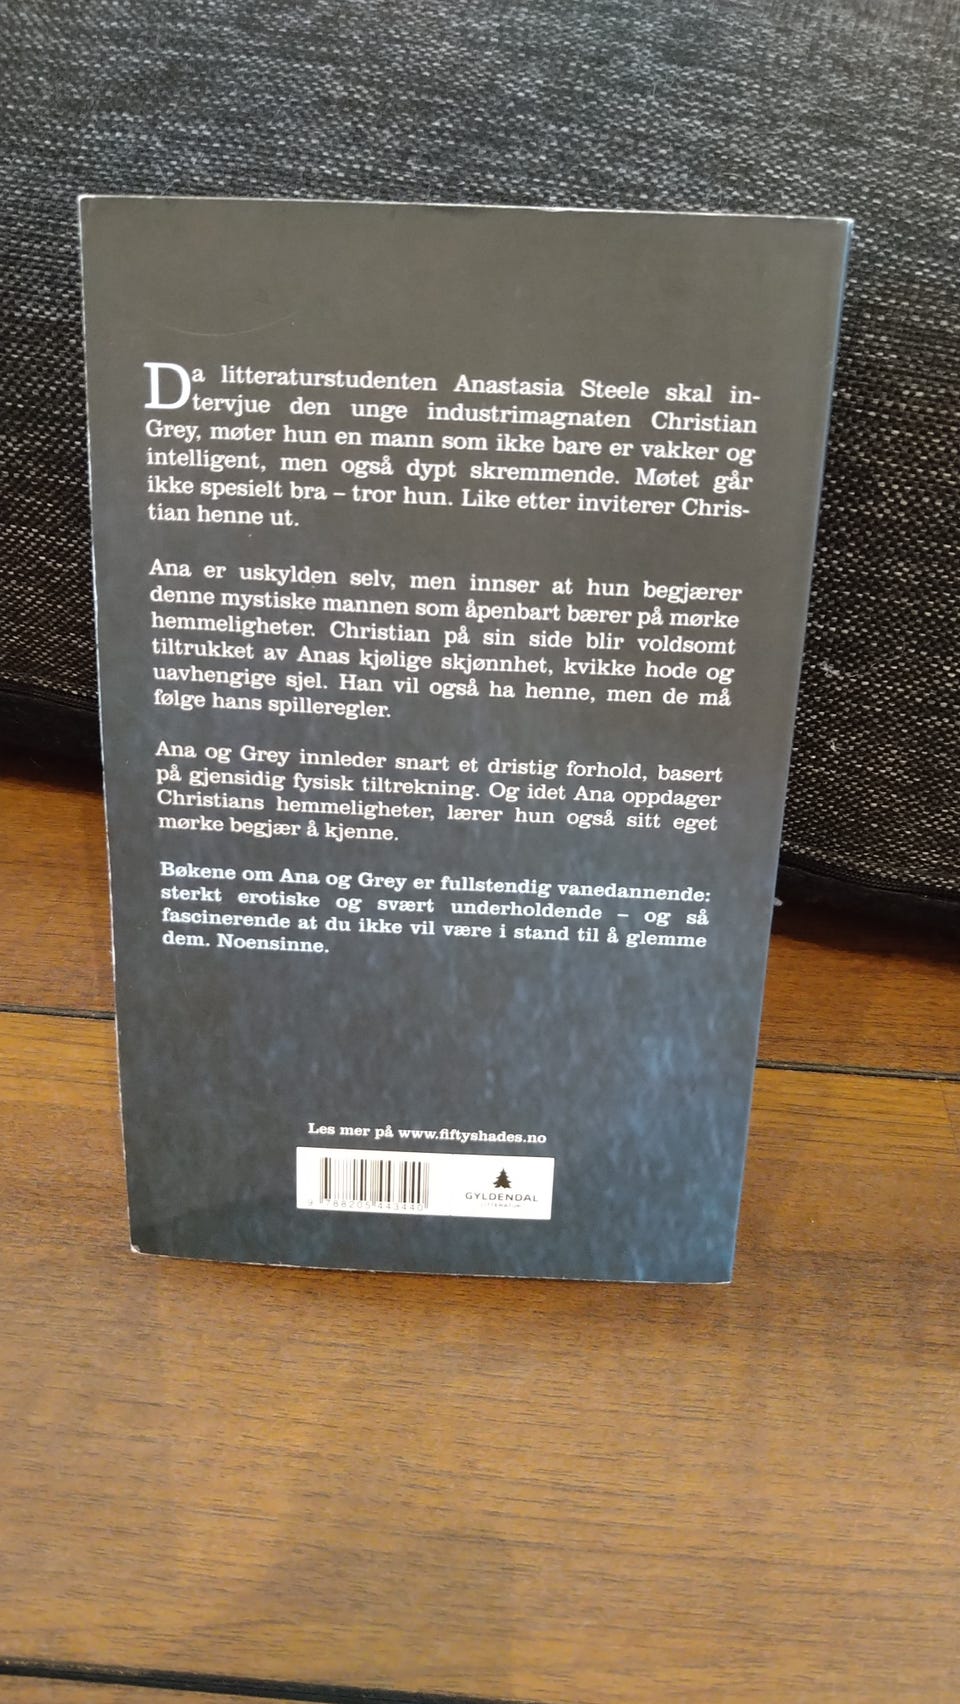 Da litteraturstudenten Anastasia Steele skal in-
tervjue den unge industrimagnaten Christian
Grey, møter hun en mann som ikke bare er vakker og
intelligent, men også dypt skremmende. Møtet går
ikke spesielt bra – tror hun. Like etter inviterer Chris-
tian henne ut.
Ana er uskylden selv, men innser at hun begjærer
denne mystiske mannen som åpenbart bærer på mørke
hemmeligheter. Christian på sin side blir voldsomt
tiltrukket av Anas kjølige skjønnhet, kvikke hode og
uavhengige sjel. Han vil også ha henne, men de må
følge hans spilleregler.
Ana og Grey innleder snart et dristig forhold, basert
på gjensidig fysisk tiltrekning. Og idet Ana oppdager
Christians hemmeligheter, lærer hun også sitt eget
mørke begjær å kjenne.
Bøkene om Ana og Grey er fullstendig vanedannende:
sterkt erotiske og svært underholdende – og så
fascinerende at du ikke vil være i stand til å glemme
dem. Noensinne.
Les mer på www.fiftyshades.no
9 788205 443440
GYLDENDAL
LITTERATUR